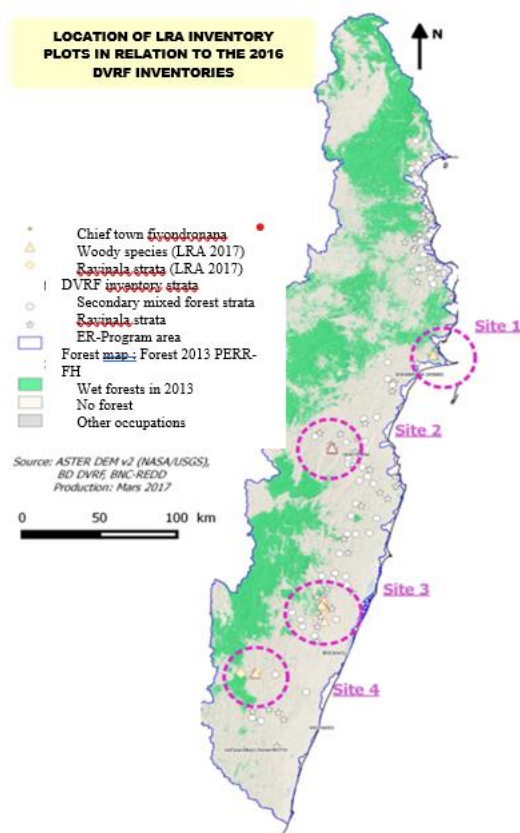 LOCATION OF LRA INVENTORY
PLOTS IN RELATION TO THE 2016
DVRF INVENTORIES
N
Chief town fivondronana
Woody species (LRA 2017)
Ravinala strata (LRA 2017)
DVRF inventory strata
Secondary mixed forest strata
Ravinala strata
ER-Program area
Forest map : Forest 2013 PERR-
FH
Wet forests in 2013
No forest
Other occupations
Source: ASTER DEM v2 (NASA/USGS),
BD DVRF, BNC-REDD
Production: Mars 2017
0 50 100 km
Site 1
Site 2
Site 3
Site 4